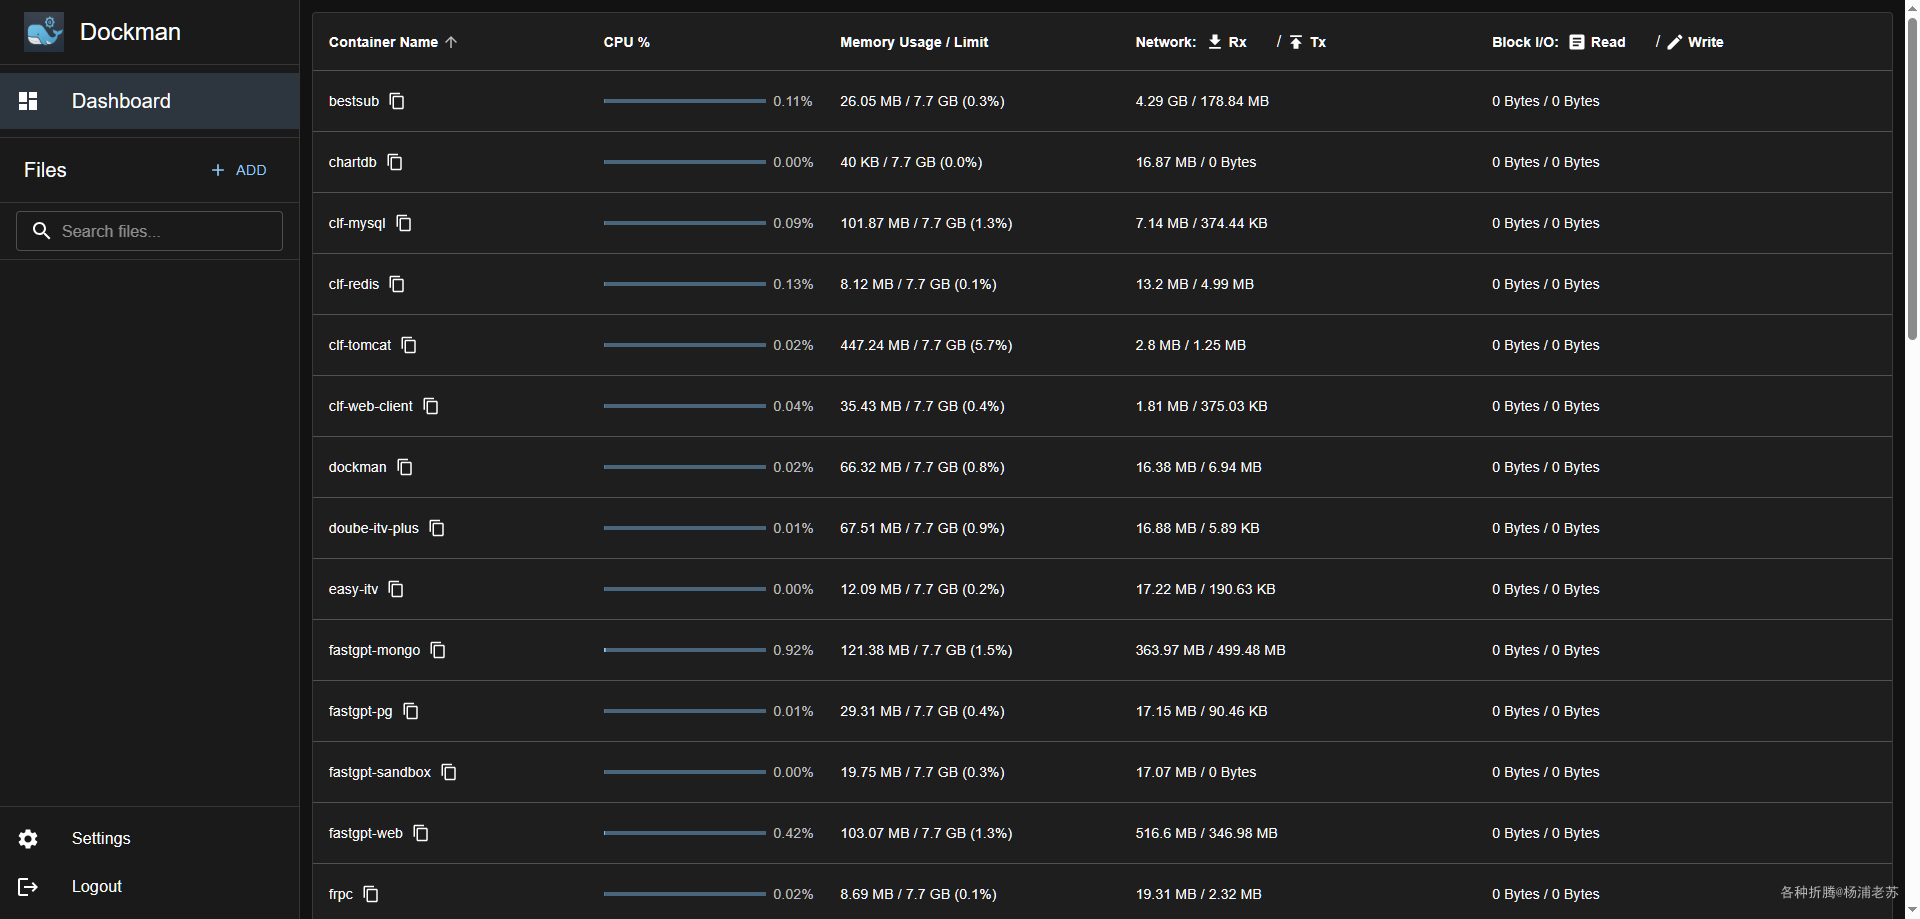 Dockman
Dashboard
Files + ADD
Search files...
Settings
Logout
Container Name CPU % Memory Usage / Limit Network: Rx / Tx Block I/O: Read / Write
bestsub 0.11% 26.05 MB / 7.7 GB (0.3%) 4.29 GB / 178.84 MB 0 Bytes / 0 Bytes
chartdb 0.00% 40 KB / 7.7 GB (0.0%) 16.87 MB / 0 Bytes 0 Bytes / 0 Bytes
clf-mysql 0.09% 101.87 MB / 7.7 GB (1.3%) 7.14 MB / 374.44 KB 0 Bytes / 0 Bytes
clf-redis 0.13% 8.12 MB / 7.7 GB (0.1%) 13.2 MB / 4.99 MB 0 Bytes / 0 Bytes
clf-tomcat 0.02% 447.24 MB / 7.7 GB (5.7%) 2.8 MB / 1.25 MB 0 Bytes / 0 Bytes
clf-web-client 0.04% 35.43 MB / 7.7 GB (0.4%) 1.81 MB / 375.03 KB 0 Bytes / 0 Bytes
dockman 0.02% 66.32 MB / 7.7 GB (0.8%) 16.38 MB / 6.94 MB 0 Bytes / 0 Bytes
doube-itv-plus 0.01% 67.51 MB / 7.7 GB (0.9%) 16.88 MB / 5.89 KB 0 Bytes / 0 Bytes
easy-itv 0.00% 12.09 MB / 7.7 GB (0.2%) 17.22 MB / 190.63 KB 0 Bytes / 0 Bytes
fastgpt-mongo 0.92% 121.38 MB / 7.7 GB (1.5%) 363.97 MB / 499.48 MB 0 Bytes / 0 Bytes
fastgpt-pg 0.01% 29.31 MB / 7.7 GB (0.4%) 17.15 MB / 90.46 KB 0 Bytes / 0 Bytes
fastgpt-sandbox 0.00% 19.75 MB / 7.7 GB (0.3%) 17.07 MB / 0 Bytes 0 Bytes / 0 Bytes
fastgpt-web 0.42% 103.07 MB / 7.7 GB (1.3%) 516.6 MB / 346.98 MB 0 Bytes / 0 Bytes
frpc 0.02% 8.69 MB / 7.7 GB (0.1%) 19.31 MB / 2.32 MB 0 Bytes / 0 Bytes
各种折腾@杨浦老苏